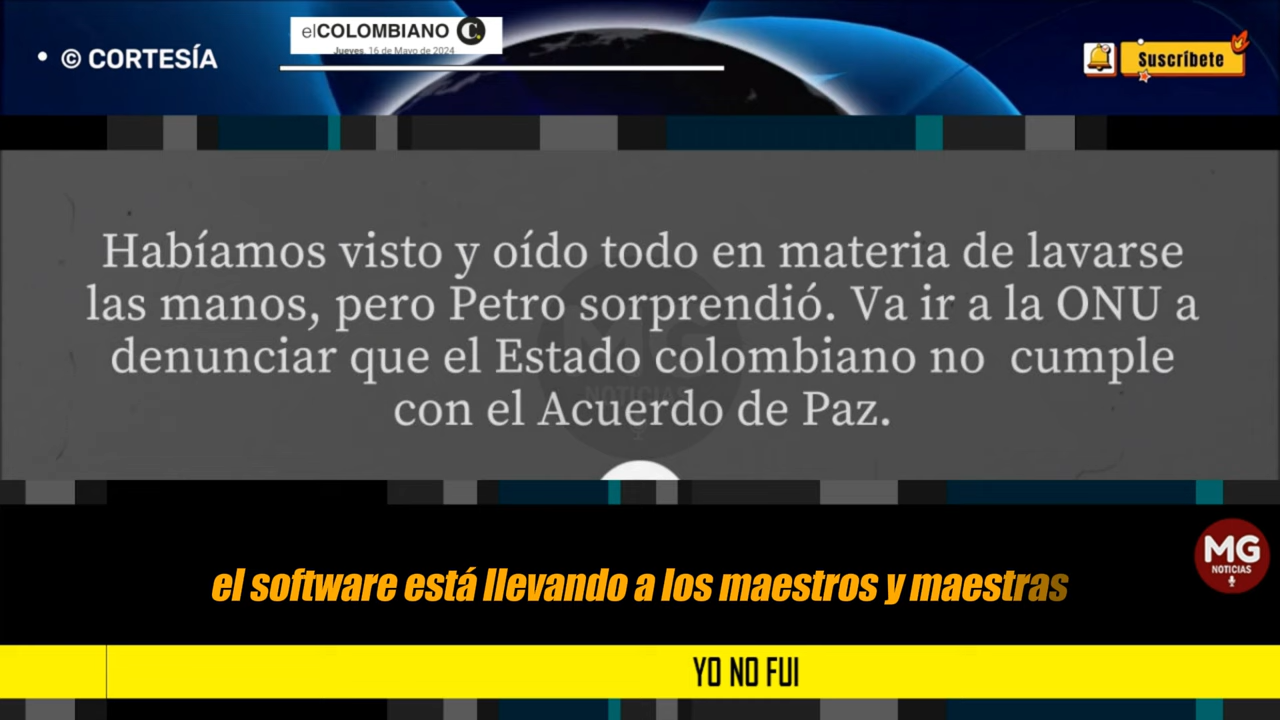 elCOLOMBIANO C.
Jueves, 16 de Mayo de 2024
• © CORTESÍA
Suscríbete
Habíamos visto y oído todo en materia de lavarse
las manos, pero Petro sorprendió. Va ir a la ONU a
denunciar que el Estado colombiano no cumple
con el Acuerdo de Paz.
MG
NOTICIAS
MG
NOTICIAS
el software está llevando a los maestros y maestras
YO NO FUI